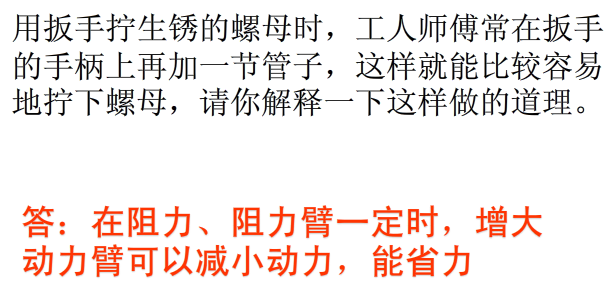 用扳手拧生锈的螺母时，工人师傅常在扳手
的手柄上再加一节管子，这样就能比较容易
地拧下螺母，请你解释一下这样做的道理。
答：在阻力、阻力臂一定时，增大
动力臂可以减小动力，能省力